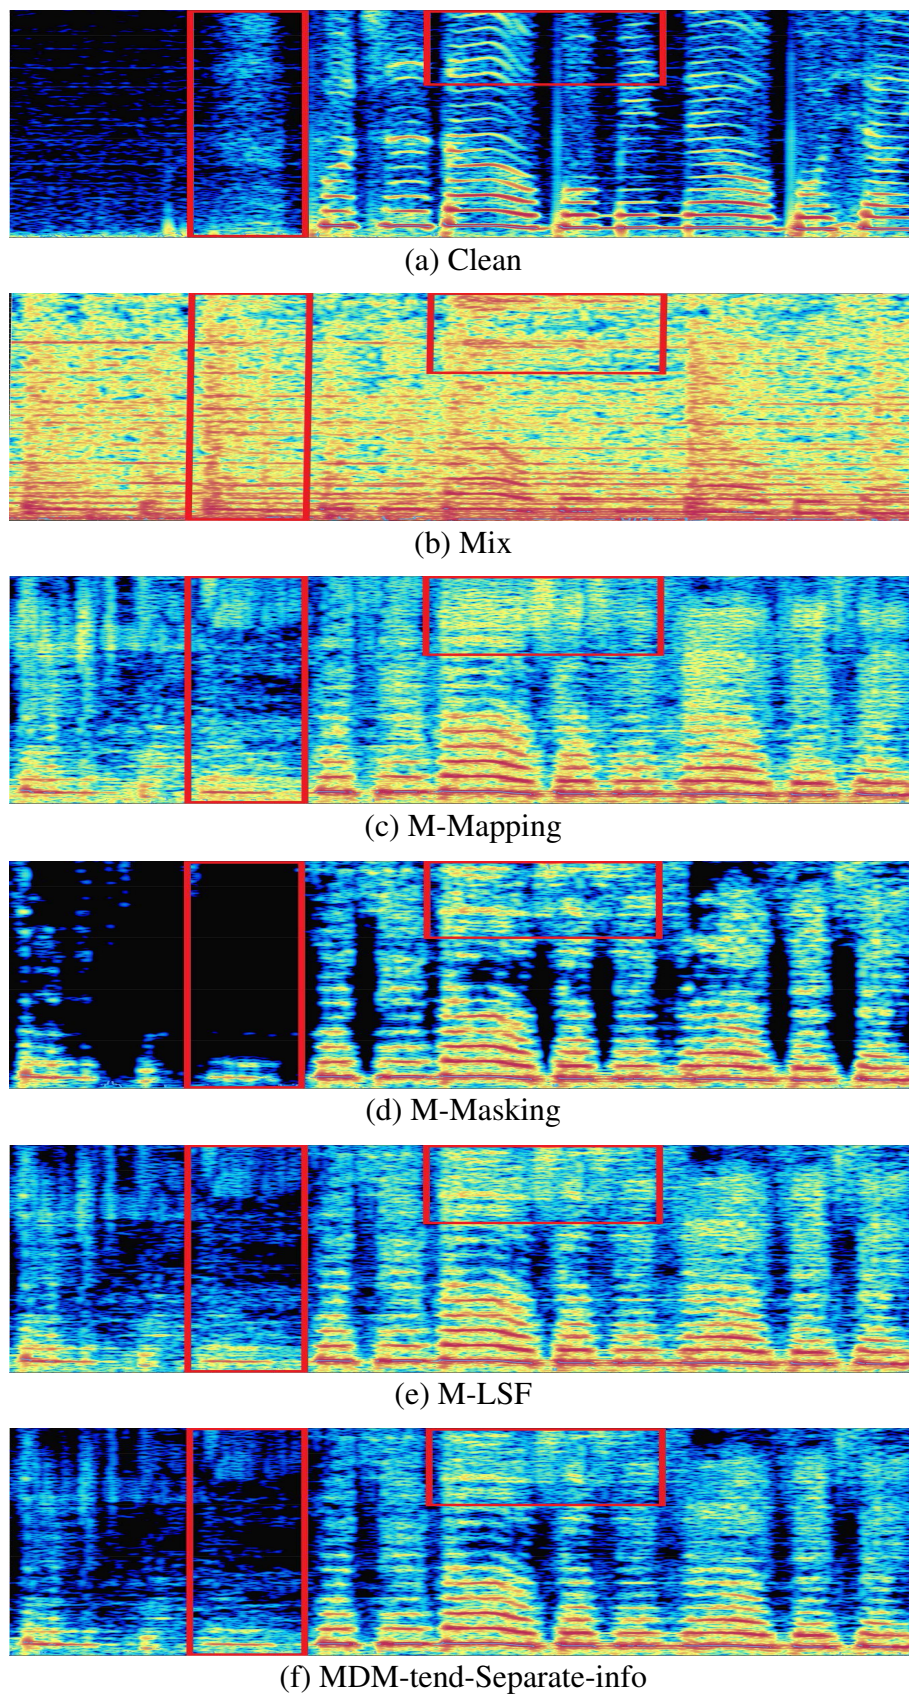 (a) Clean
(b) Mix
(c) M-Mapping
(d) M-Masking
(e) M-LSF
(f) MDM-tend-Separate-info